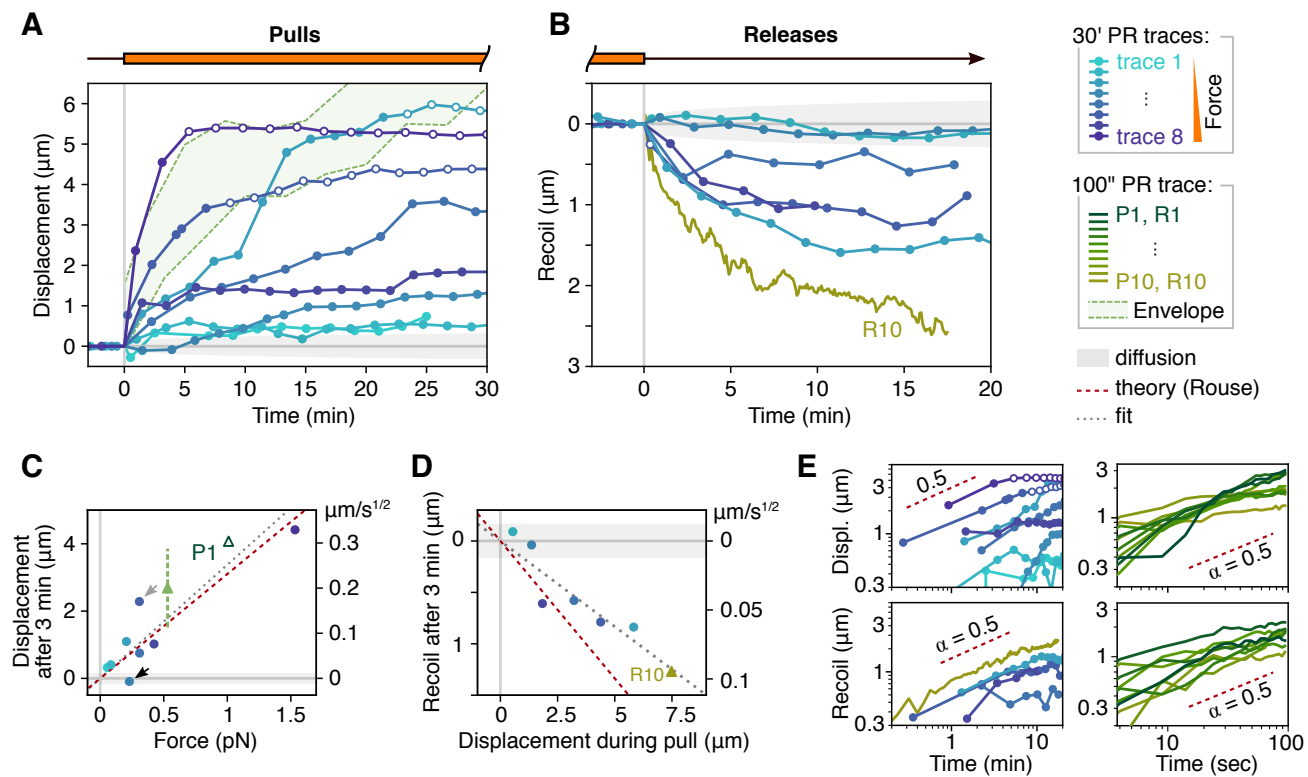 A
Pulls
Displacement (μm)
6
5
4
3
2
1
0
0
5
10
15
20
25
30
Time (min)
B
Releases
Recoil (μm)
0
1
2
3
R10
0
5
10
15
20
Time (min)
30' PR traces:
trace 1
...
trace 8
Force
100" PR trace:
P1, R1
...
P10, R10
Envelope
diffusion
theory (Rouse)
fit
C
Displacement
after 3 min (μm)
4
2
0
P1
μm/s1/2
0.3
0.2
0.1
0
0
0.5
1
1.5
Force (pN)
D
Recoil after 3 min (μm)
0
1
R10
μm/s1/2
0
0.05
0.1
0
2.5
5
7.5
Displacement during pull (μm)
E
Displ. (μm)
3
1
0.3
0.5
3
1
0.3
α = 0.5
Recoil (μm)
3
1
0.3
α = 0.5
1
10
Time (min)
3
1
0.3
α = 0.5
10
100
Time (sec)